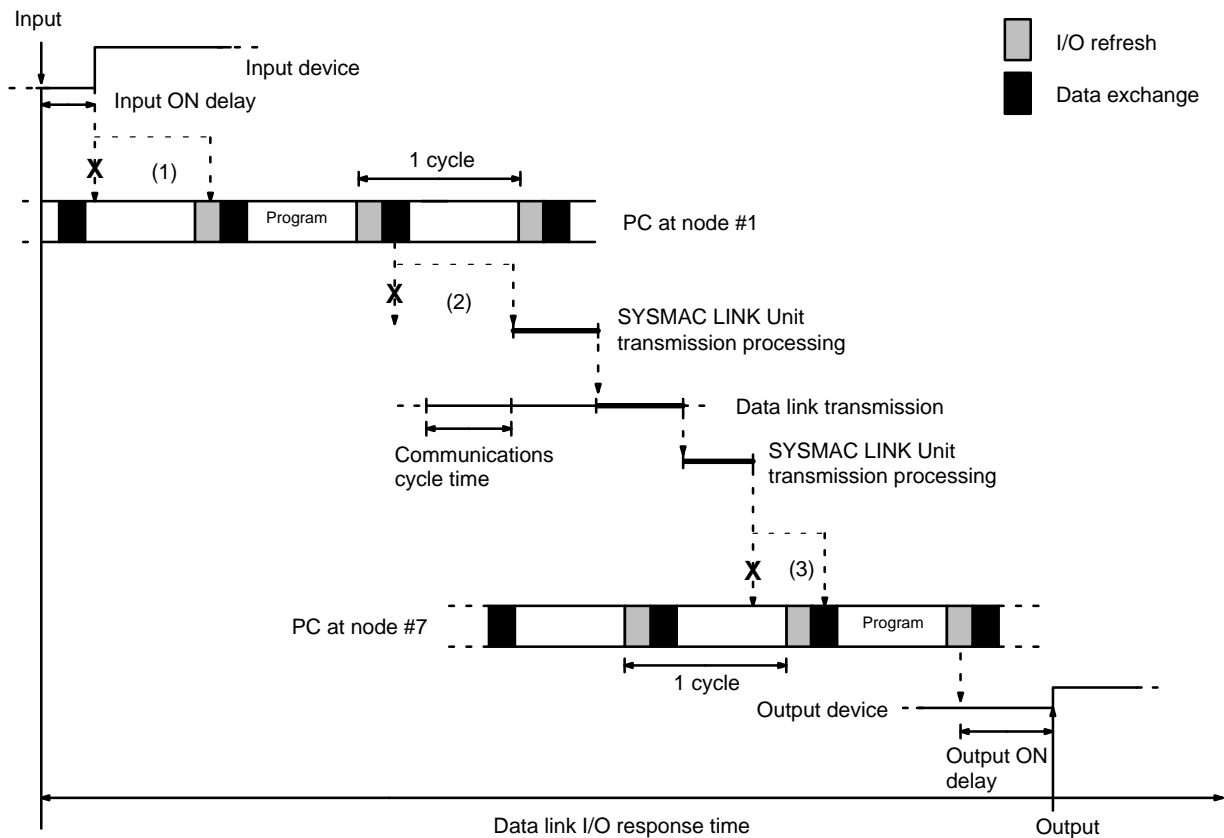 Input
I/O refresh
Input device
Data exchange
Input ON delay
X
(1)
1 cycle
Program
PC at node #1
X
(2)
SYSMAC LINK Unit
transmission processing
Data link transmission
Communications
cycle time
SYSMAC LINK Unit
transmission processing
X
(3)
PC at node #7
Program
1 cycle
Output device
Output ON
delay
Data link I/O response time
Output